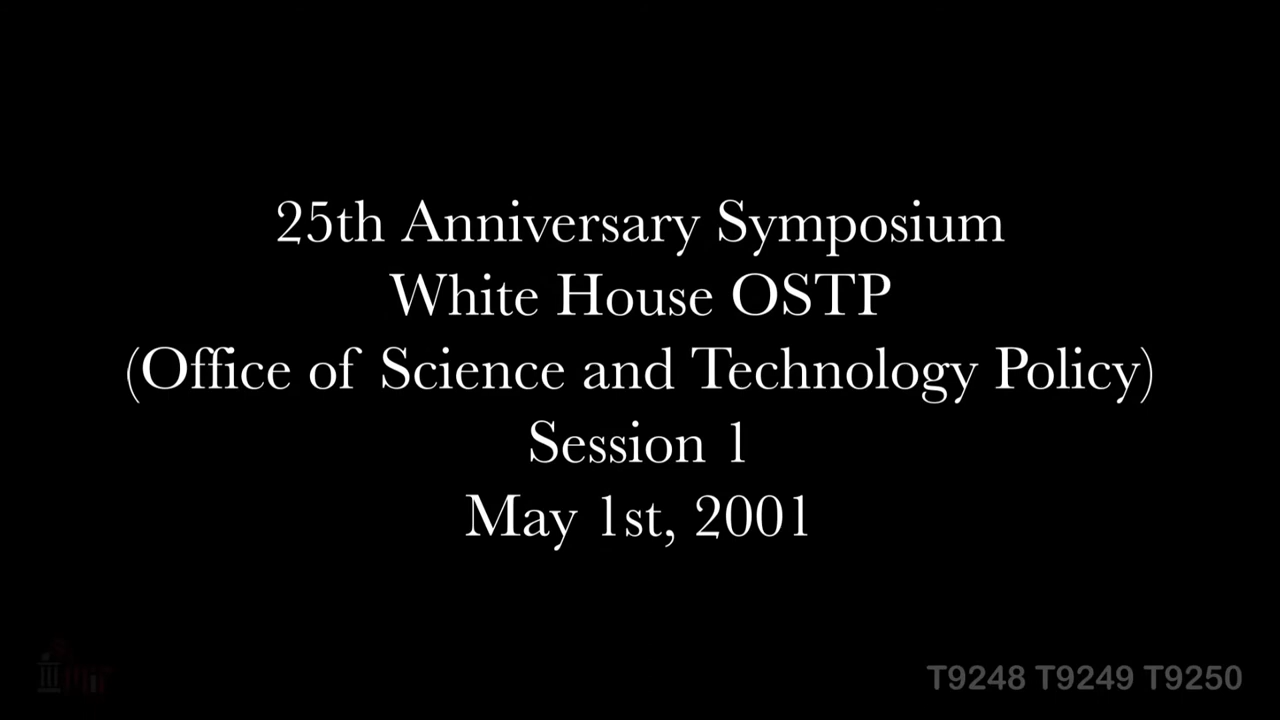 25th Anniversary Symposium
White House OSTP
(Office of Science and Technology Policy)
Session 1
May 1st, 2001
T9248 T9249 T9250